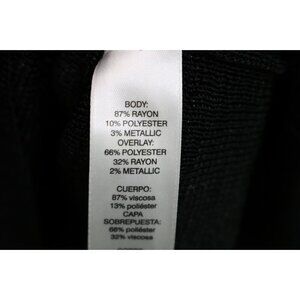 BODY:
87% RAYON
10% POLYESTER
3% METALLIC
OVERLAY:
66% POLYESTER
32% RAYON
2% METALLIC
CUERPO:
87% viscosa
13% poliéster
CAPA
SOBREPUESTA:
66% poliéster
32% viscosa